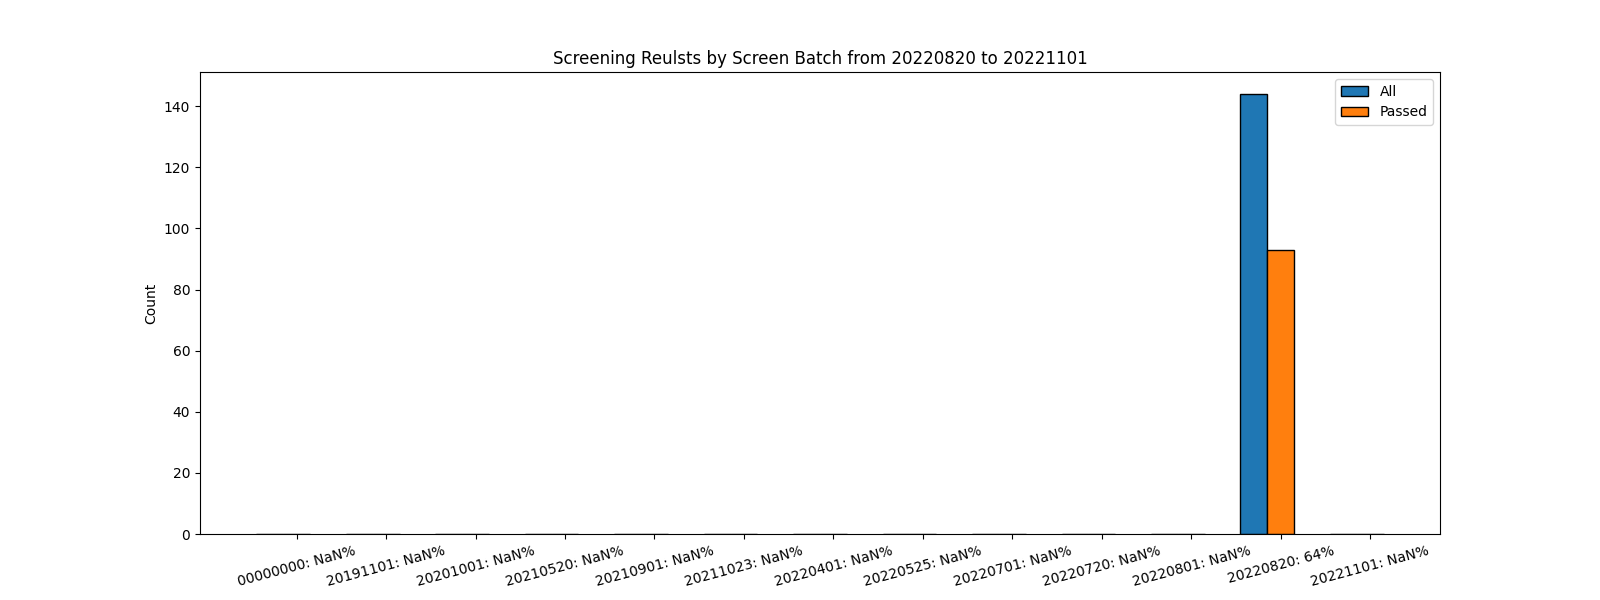 Screening Reulsts by Screen Batch from 20220820 to 20221101
All
Passed
140
120
100
80
60
40
20
0
Count
00000000: NaN%
20191101: NaN%
20201001: NaN%
20210520: NaN%
20210901: NaN%
20211023: NaN%
20220401: NaN%
20220525: NaN%
20220701: NaN%
20220720: NaN%
20220801: NaN%
20220820: 64%
20221101: NaN%